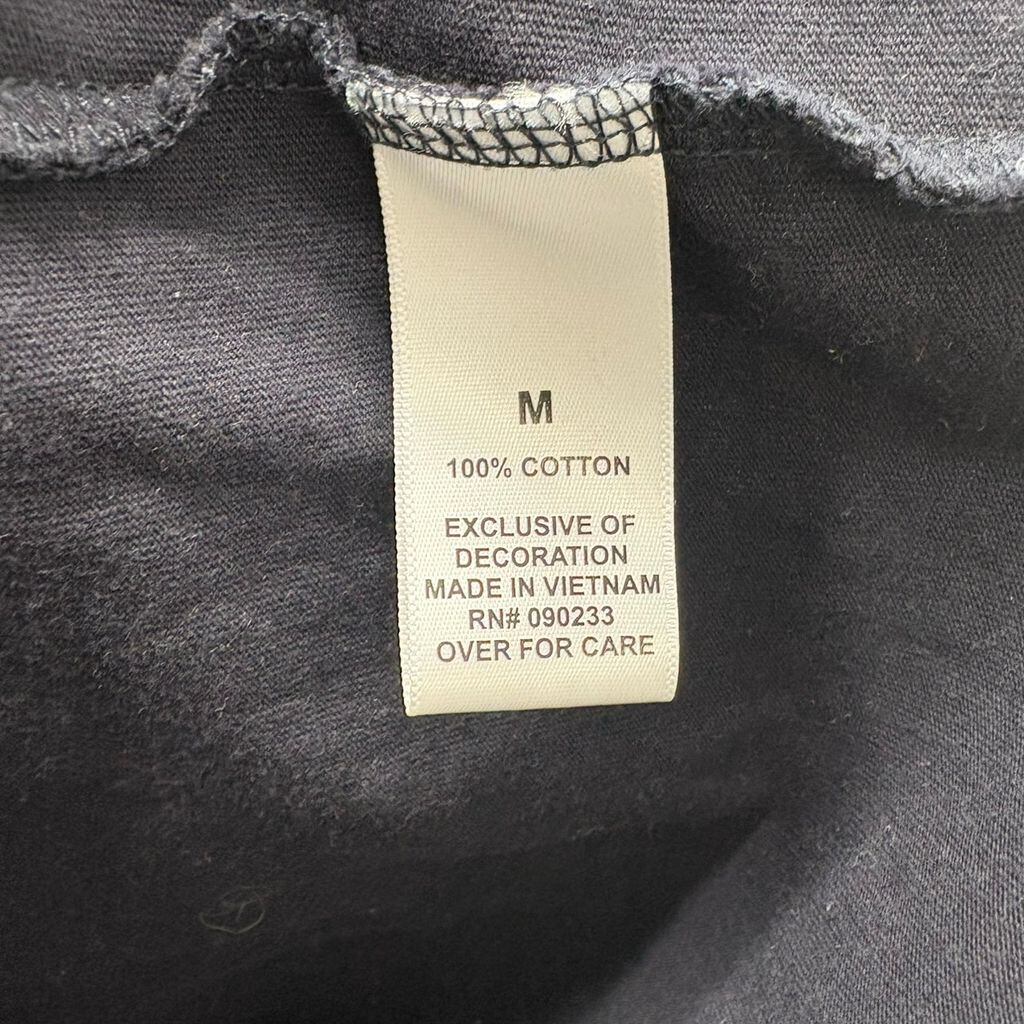 M
100% COTTON
EXCLUSIVE OF
DECORATION
MADE IN VIETNAM
RN# 090233
OVER FOR CARE